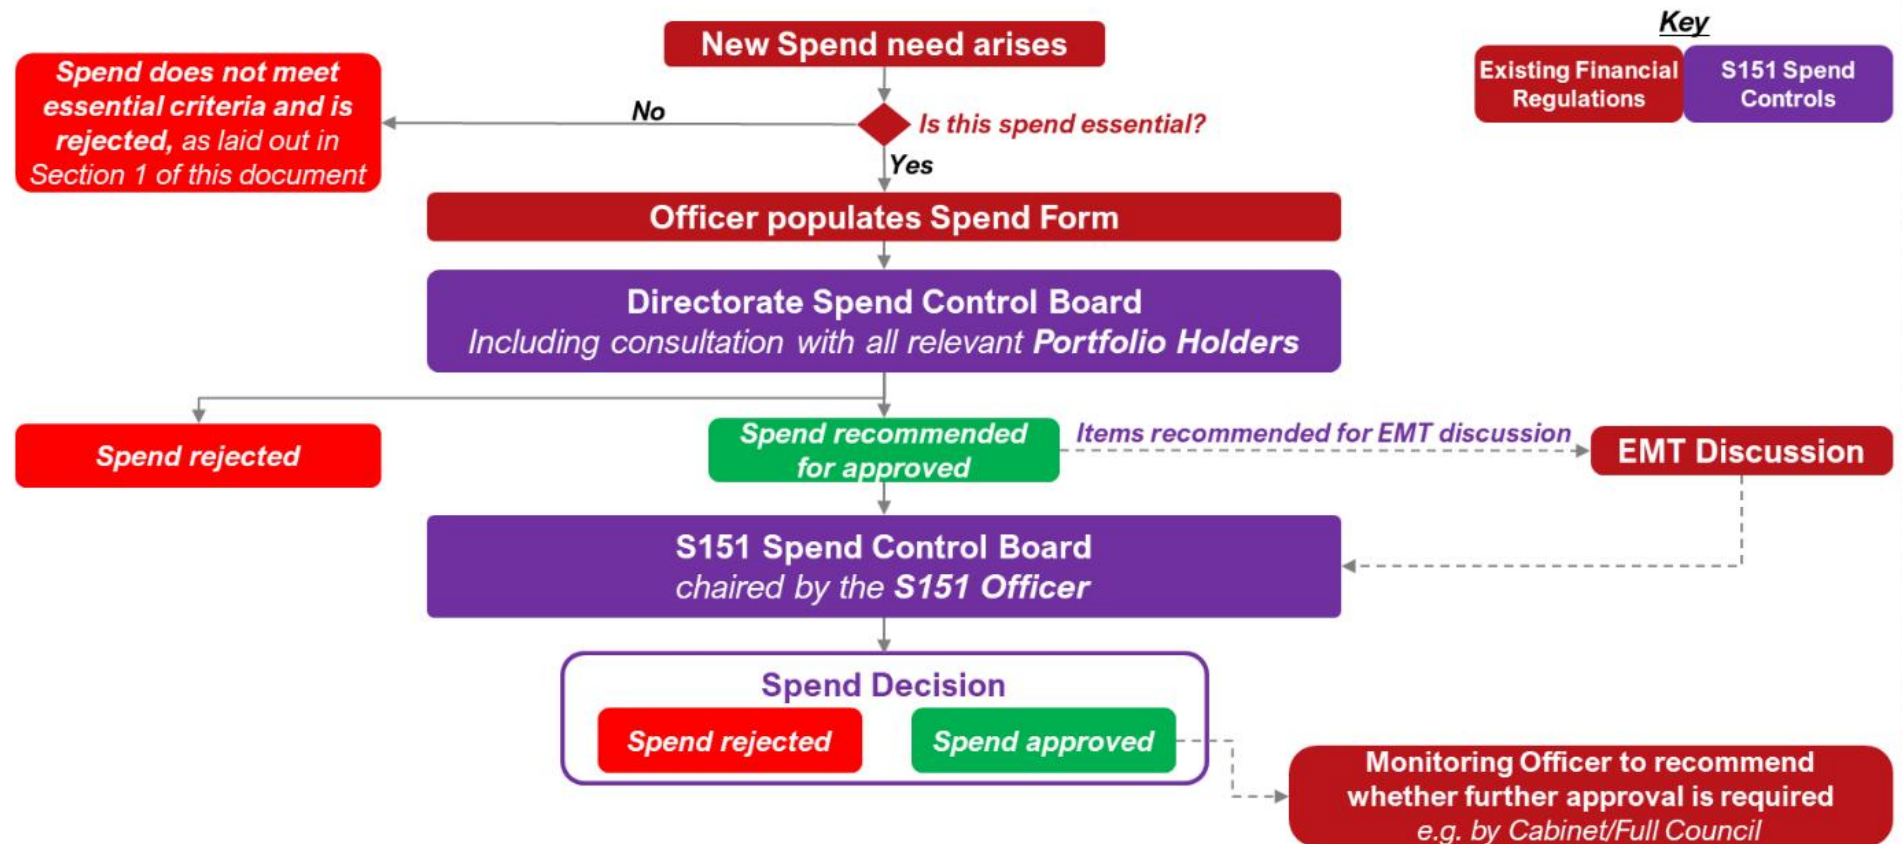 Key
New Spend need arises
Existing Financial
Regulations
S151 Spend
Controls
Spend does not meet
essential criteria and is
rejected, as laid out in
Section 1 of this document
No
Is this spend essential?
Yes
Officer populates Spend Form
Directorate Spend Control Board
Including consultation with all relevant Portfolio Holders
Spend rejected
Spend recommended
for approved
Items recommended for EMT discussion
EMT Discussion
S151 Spend Control Board
chaired by the S151 Officer
Spend Decision
Spend rejected
Spend approved
Monitoring Officer to recommend
whether further approval is required
e.g. by Cabinet/Full Council